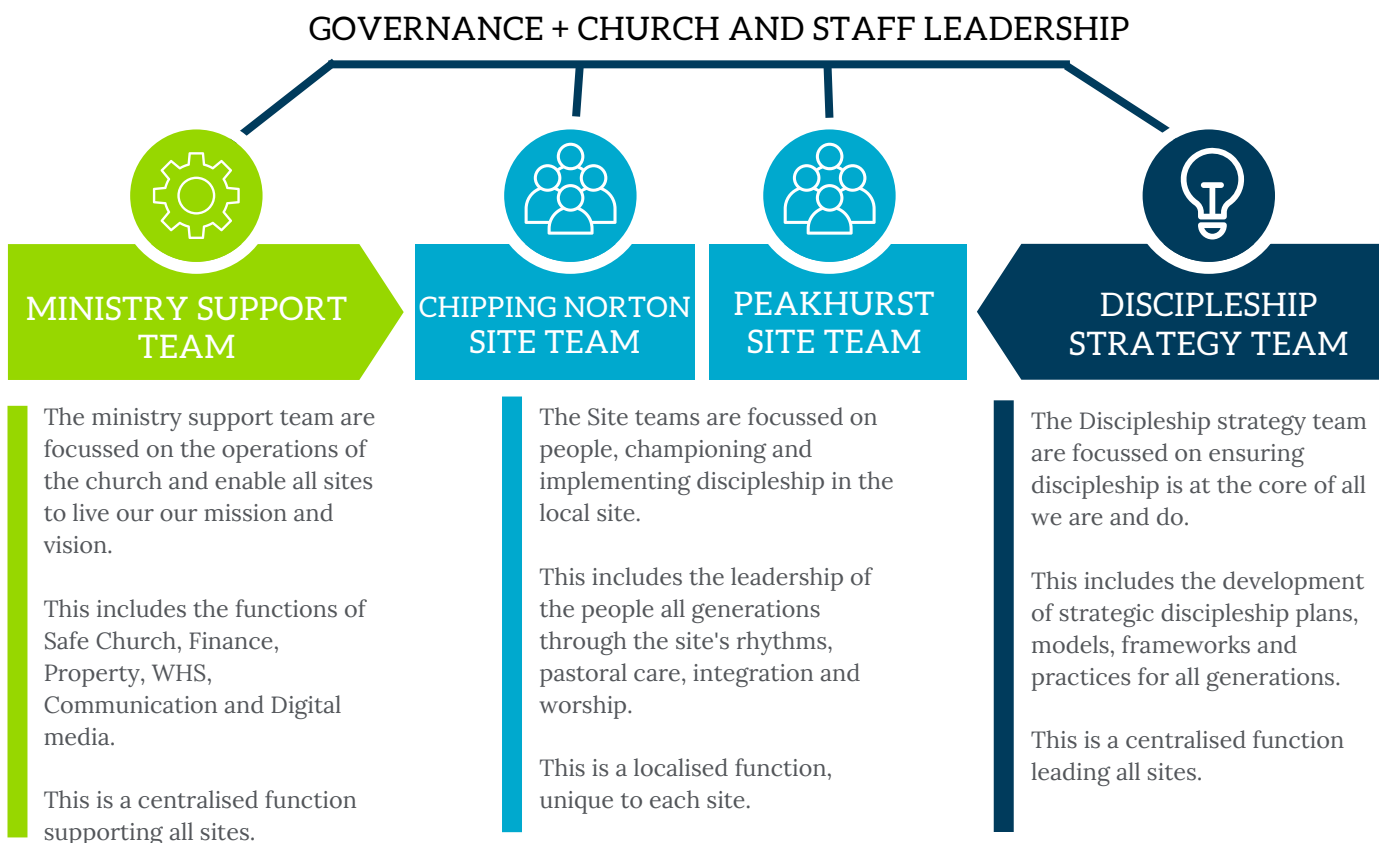 GOVERNANCE + CHURCH AND STAFF LEADERSHIP
MINISTRY SUPPORT
TEAM
CHIPPING NORTON
SITE TEAM
PEAKHURST
SITE TEAM
DISCIPLESHIP
STRATEGY TEAM
The ministry support team are
focussed on the operations of
the church and enable all sites
to live our our mission and
vision.
This includes the functions of
Safe Church, Finance,
Property, WHS,
Communication and Digital
media.
This is a centralised function
supporting all sites.
The Site teams are focussed on
people, championing and
implementing discipleship in the
local site.
This includes the leadership of
the people all generations
through the site's rhythms,
pastoral care, integration and
worship.
This is a localised function,
unique to each site.
The Discipleship strategy team
are focussed on ensuring
discipleship is at the core of all
we are and do.
This includes the development
of strategic discipleship plans,
models, frameworks and
practices for all generations.
This is a centralised function
leading all sites.